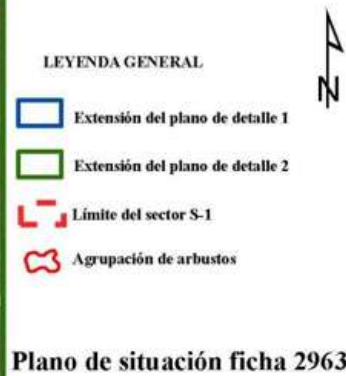 N
LEYENDA GENERAL
Extensión del plano de detalle 1
Extensión del plano de detalle 2
Límite del sector S-1
Agrupación de arbustos
Plano de situación ficha 2963